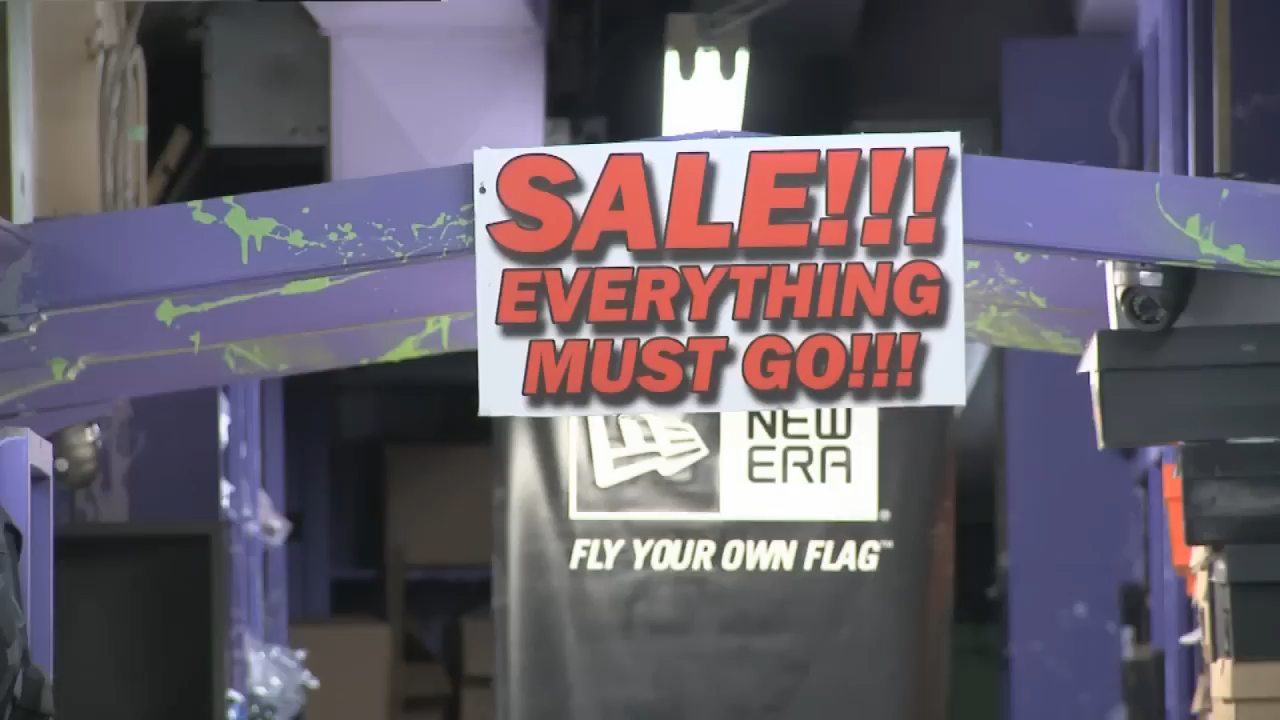 SALE!!!
EVERYTHING
MUST GO!!!
NEW
ERA
FLY YOUR OWN FLAG™